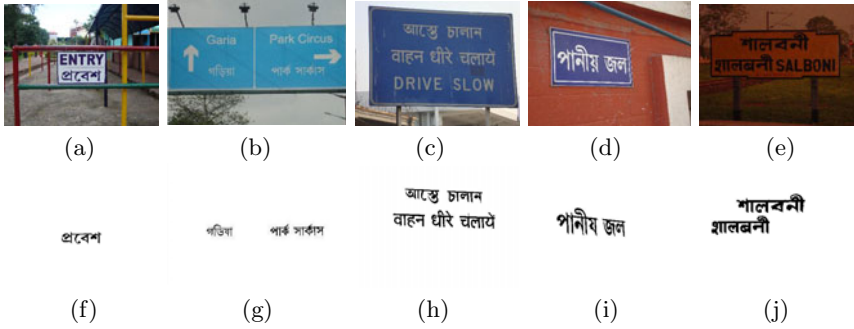 ENTRY
প্রবেশ
Garia
Park Circus
গড়িয়া
পার্ক সার্কাস
আস্তে চালান
वाहन धीरे चलायें
DRIVE SLOW
পানীয় জল
শালবনী
शालबनी SALBONI
(a) (b) (c) (d) (e)
প্রবেশ
গডিযা পার্ক সার্কাস
আস্তে চালান
वाहन धीरे चलायें
পানীয জল
শালবনী
शालबनी
(f) (g) (h) (i) (j)